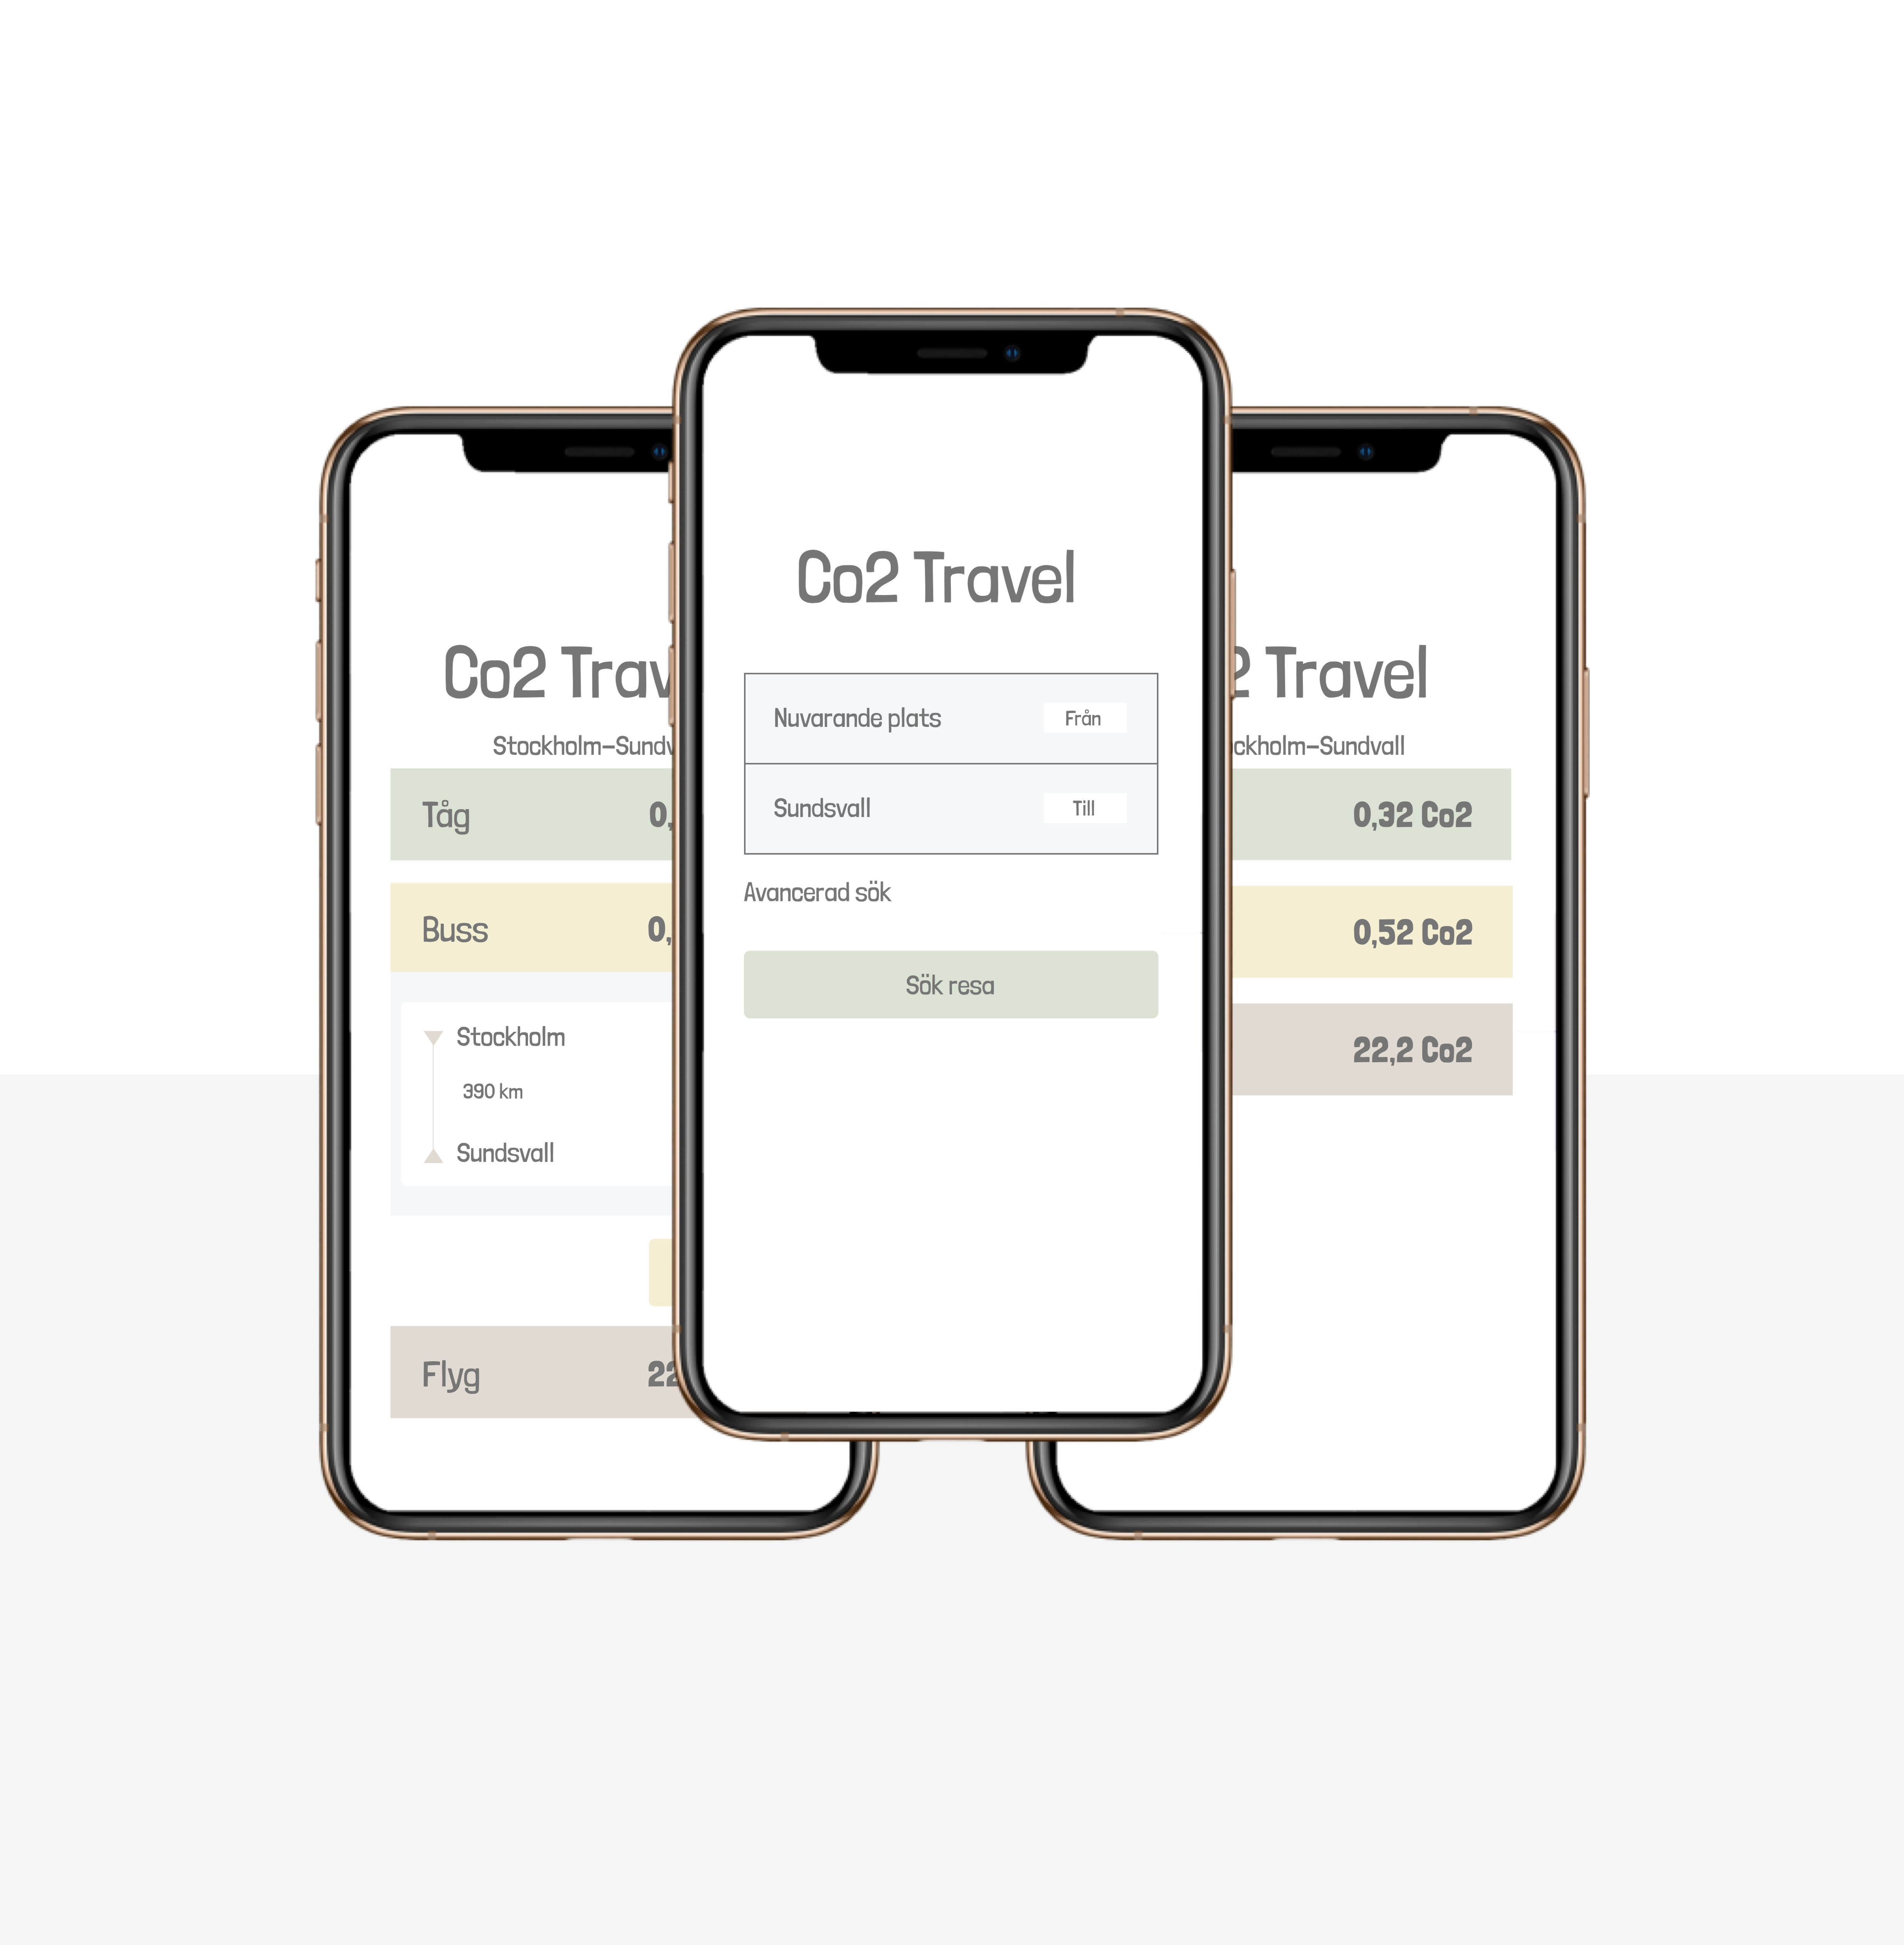 Co2 Trav
Stockholm–Sundv
Tåg 0,
Buss 0,
Stockholm
390 km
Sundsvall
Flyg 22
Co2 Travel
Nuvarande plats Från
Sundsvall Till
Avancerad sök
Sök resa
2 Travel
ckholm–Sundvall
0,32 Co2
0,52 Co2
22,2 Co2